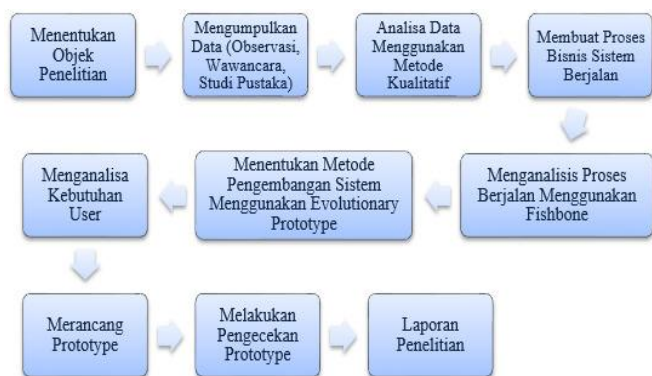 Menentukan
Objek
Penelitian
Mengumpulkan
Data (Observasi,
Wawancara,
Studi Pustaka)
Analisa Data
Menggunakan
Metode
Kualitatif
Membuat Proses
Bisnis Sistem
Berjalan
Menganalisis Proses
Berjalan Menggunakan
Fishbone
Menentukan Metode
Pengembangan Sistem
Menggunakan Evolutionary
Prototype
Menganalisa
Kebutuhan
User
Merancang
Prototype
Melakukan
Pengecekan
Prototype
Laporan
Penelitian